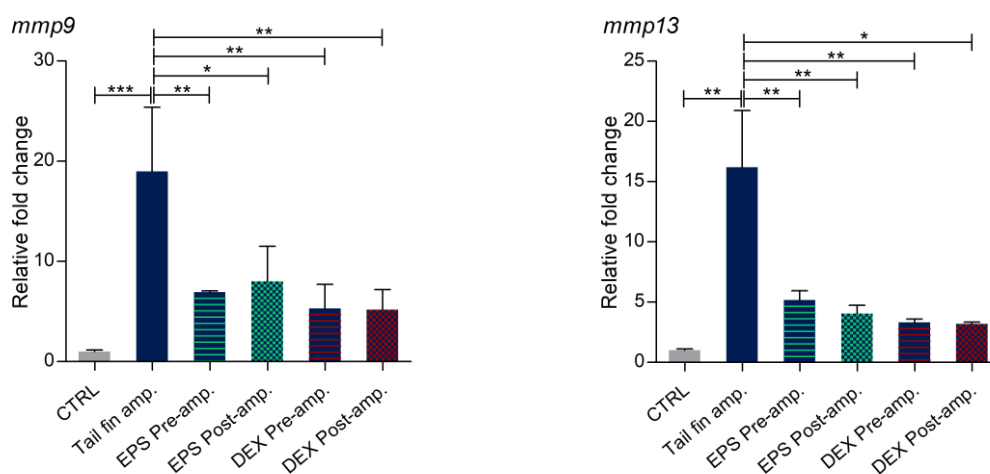 mmp9
Relative fold change
30
20
10
0
***
**
*
**
**
CTRL
Tail fin amp.
EPS Pre-amp.
EPS Post-amp.
DEX Pre-amp.
DEX Post-amp.
mmp13
Relative fold change
25
20
15
10
5
0
**
**
**
**
*
CTRL
Tail fin amp.
EPS Pre-amp.
EPS Post-amp.
DEX Pre-amp.
DEX Post-amp.